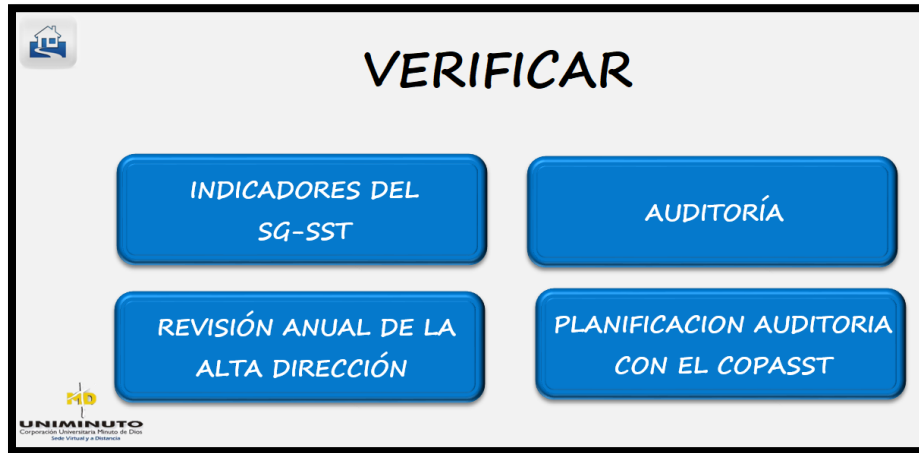 VERIFICAR
INDICADORES DEL
SG-SST
AUDITORÍA
REVISIÓN ANUAL DE LA
ALTA DIRECCIÓN
PLANIFICACION AUDITORIA
CON EL COPASST
MD
UNIMINUTO
Corporación Universitaria Minuto de Dios
Sede Virtual y a Distancia